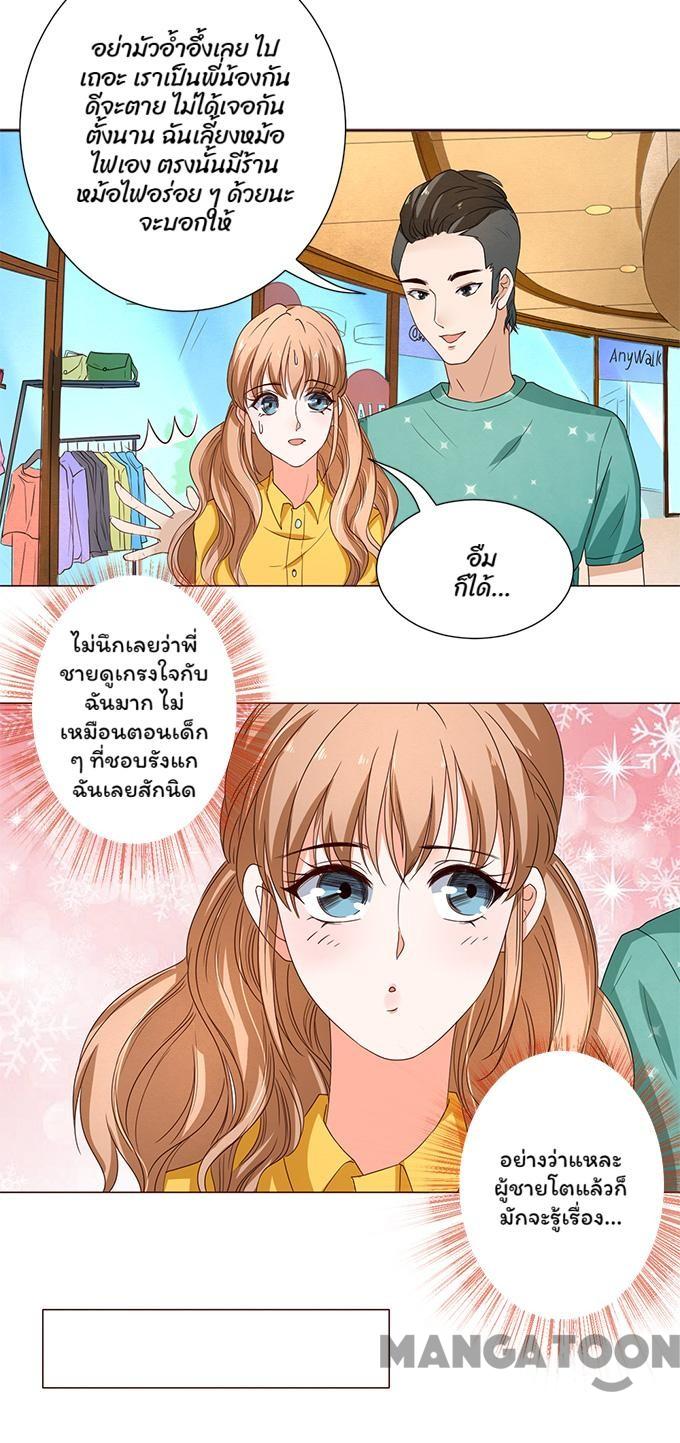 อย่ามัวอ้ำอึ้งเลย ไป
เถอะ เราเป็นพี่น้องกัน
ดีจะตาย ไม่ได้เจอกัน
ตั้งนาน ฉันเลี้ยงหม้อ
ไฟเอง ตรงนั้นมีร้าน
หม้อไฟอร่อย ๆ ด้วยนะ
จะบอกให้
AnyWalk
อืม
ก็ได้...
ไม่นึกเลยว่าพี่
ชายดูเกรงใจกับ
ฉันมาก ไม่
เหมือนตอนเด็ก
ๆ ที่ชอบรังแก
ฉันเลยสักนิด
อย่างว่าแหละ
ผู้ชายโตแล้วก็
มักจะรู้เรื่อง...
MANGATOON